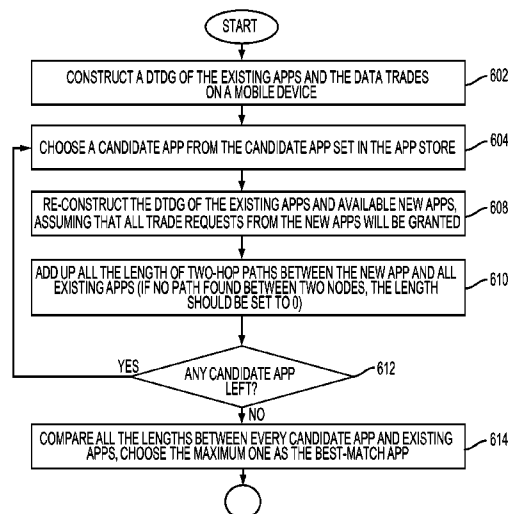 START
CONSTRUCT A DTDG OF THE EXISTING APPS AND THE DATA TRADES
ON A MOBILE DEVICE
602
CHOOSE A CANDIDATE APP FROM THE CANDIDATE APP SET IN THE APP STORE
604
RE-CONSTRUCT THE DTDG OF THE EXISTING APPS AND AVAILABLE NEW APPS,
ASSUMING THAT ALL TRADE REQUESTS FROM THE NEW APPS WILL BE GRANTED
608
ADD UP ALL THE LENGTH OF TWO-HOP PATHS BETWEEN THE NEW APP AND ALL
EXISTING APPS (IF NO PATH FOUND BETWEEN TWO NODES, THE LENGTH
SHOULD BE SET TO 0)
610
YES
ANY CANDIDATE APP
LEFT?
612
NO
COMPARE ALL THE LENGTHS BETWEEN EVERY CANDIDATE APP AND EXISTING
APPS, CHOOSE THE MAXIMUM ONE AS THE BEST-MATCH APP
614